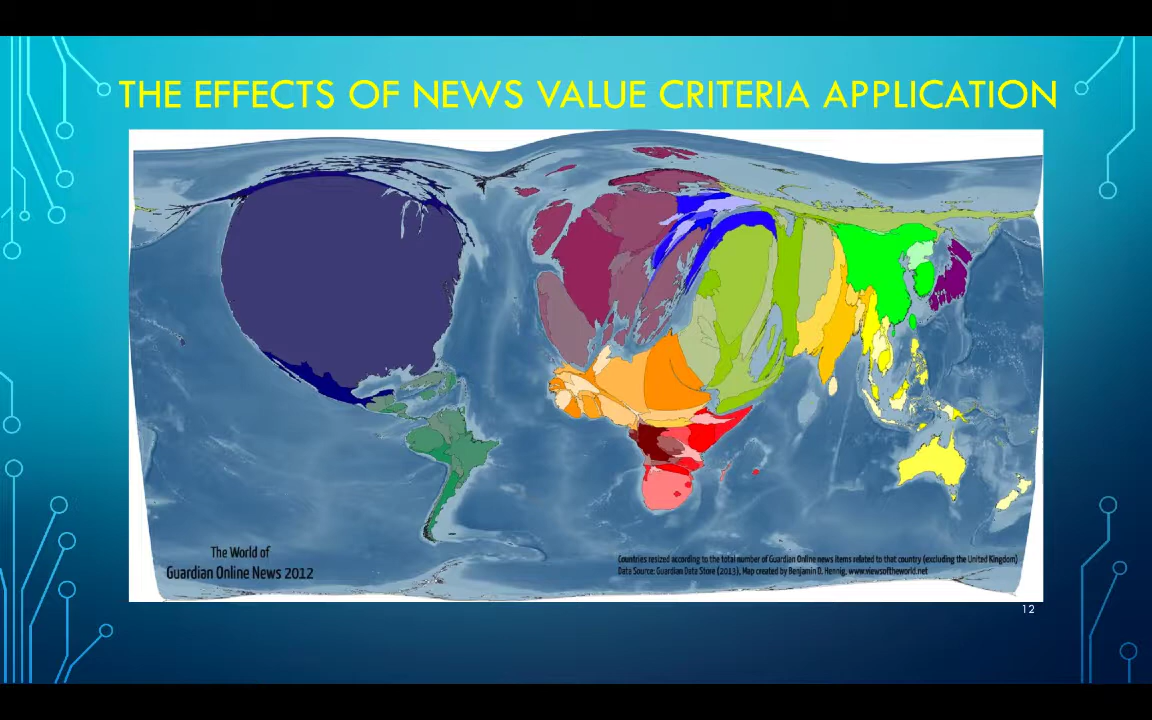 THE EFFECTS OF NEWS VALUE CRITERIA APPLICATION
The World of
Guardian Online News 2012
Countries resized according to the total number of Guardian Online news items related to that country (excluding the United Kingdom)
Data Source: Guardian Data Store (2013), Map created by Benjamin D. Hennig, www.viewsoftheworld.net
12